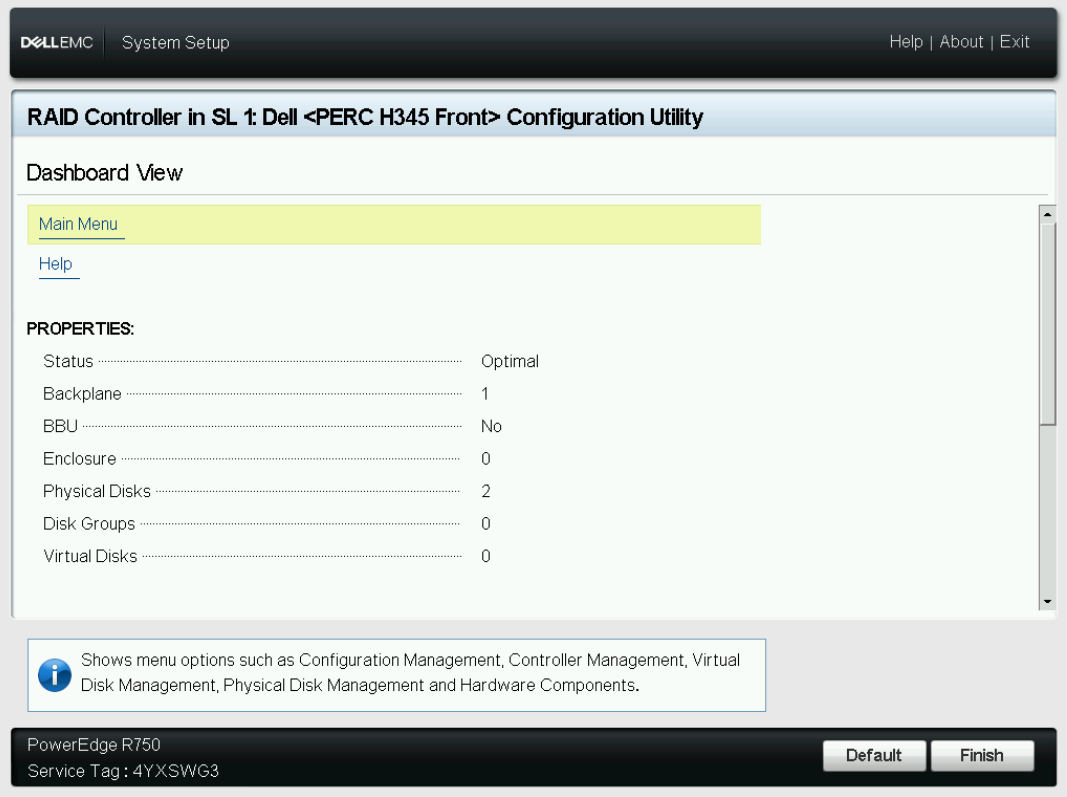 DELLEMC System Setup Help | About | Exit
RAID Controller in SL 1: Dell <PERC H345 Front> Configuration Utility
Dashboard View
Main Menu
Help
PROPERTIES:
Status Optimal
Backplane 1
BBU No
Enclosure 0
Physical Disks 2
Disk Groups 0
Virtual Disks 0
Shows menu options such as Configuration Management, Controller Management, Virtual
Disk Management, Physical Disk Management and Hardware Components.
PowerEdge R750
Service Tag : 4YXSWG3
Default Finish